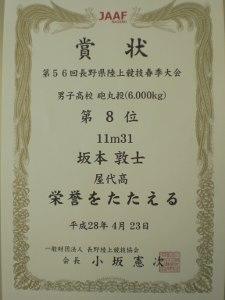 JAAF
賞状
第56回長野県陸上競技春季大会
男子高校 砲丸投(6.000kg)
第 8 位
11m31
坂本 敦士
屋代高
栄誉をたたえる
平成28年 4月 23日
一般財団法人 長野陸上競技協会
会長 小坂 憲次